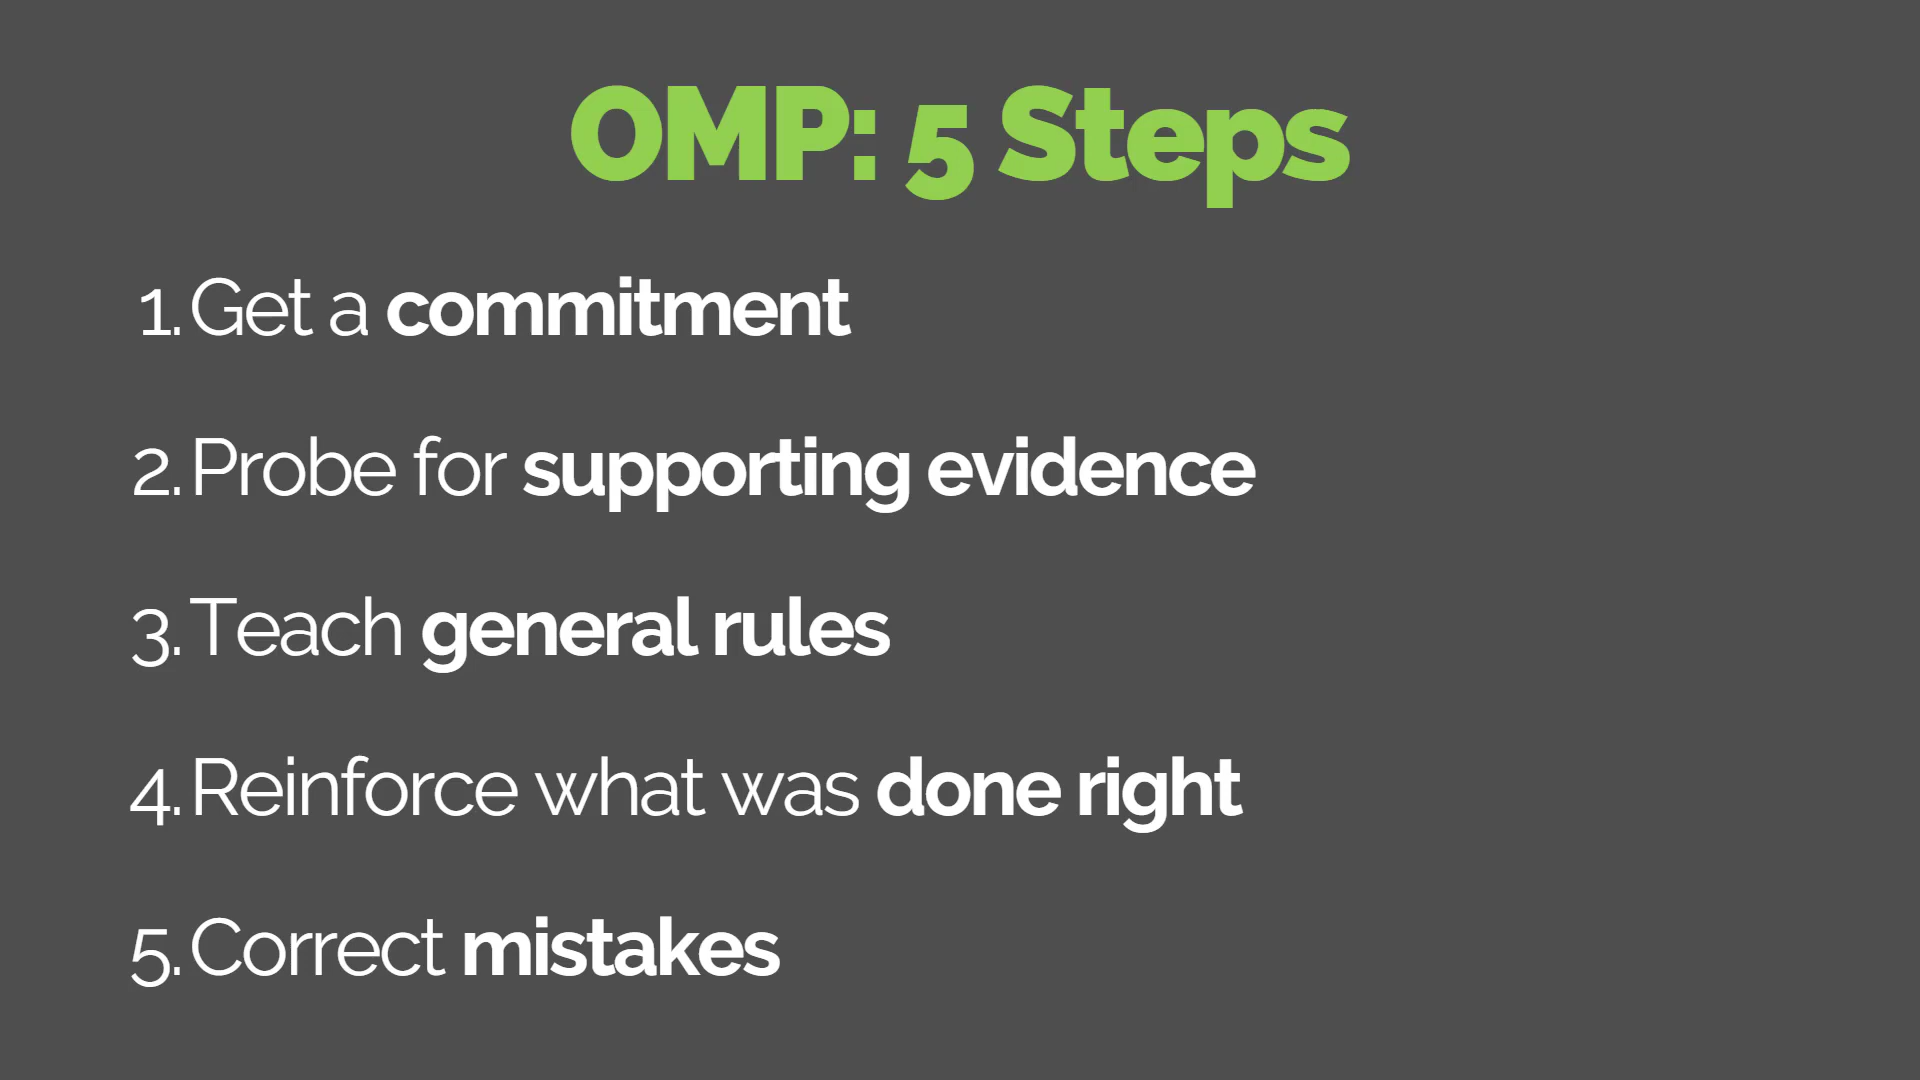 OMP: 5 Steps
1. Get a commitment
2. Probe for supporting evidence
3. Teach general rules
4. Reinforce what was done right
5. Correct mistakes